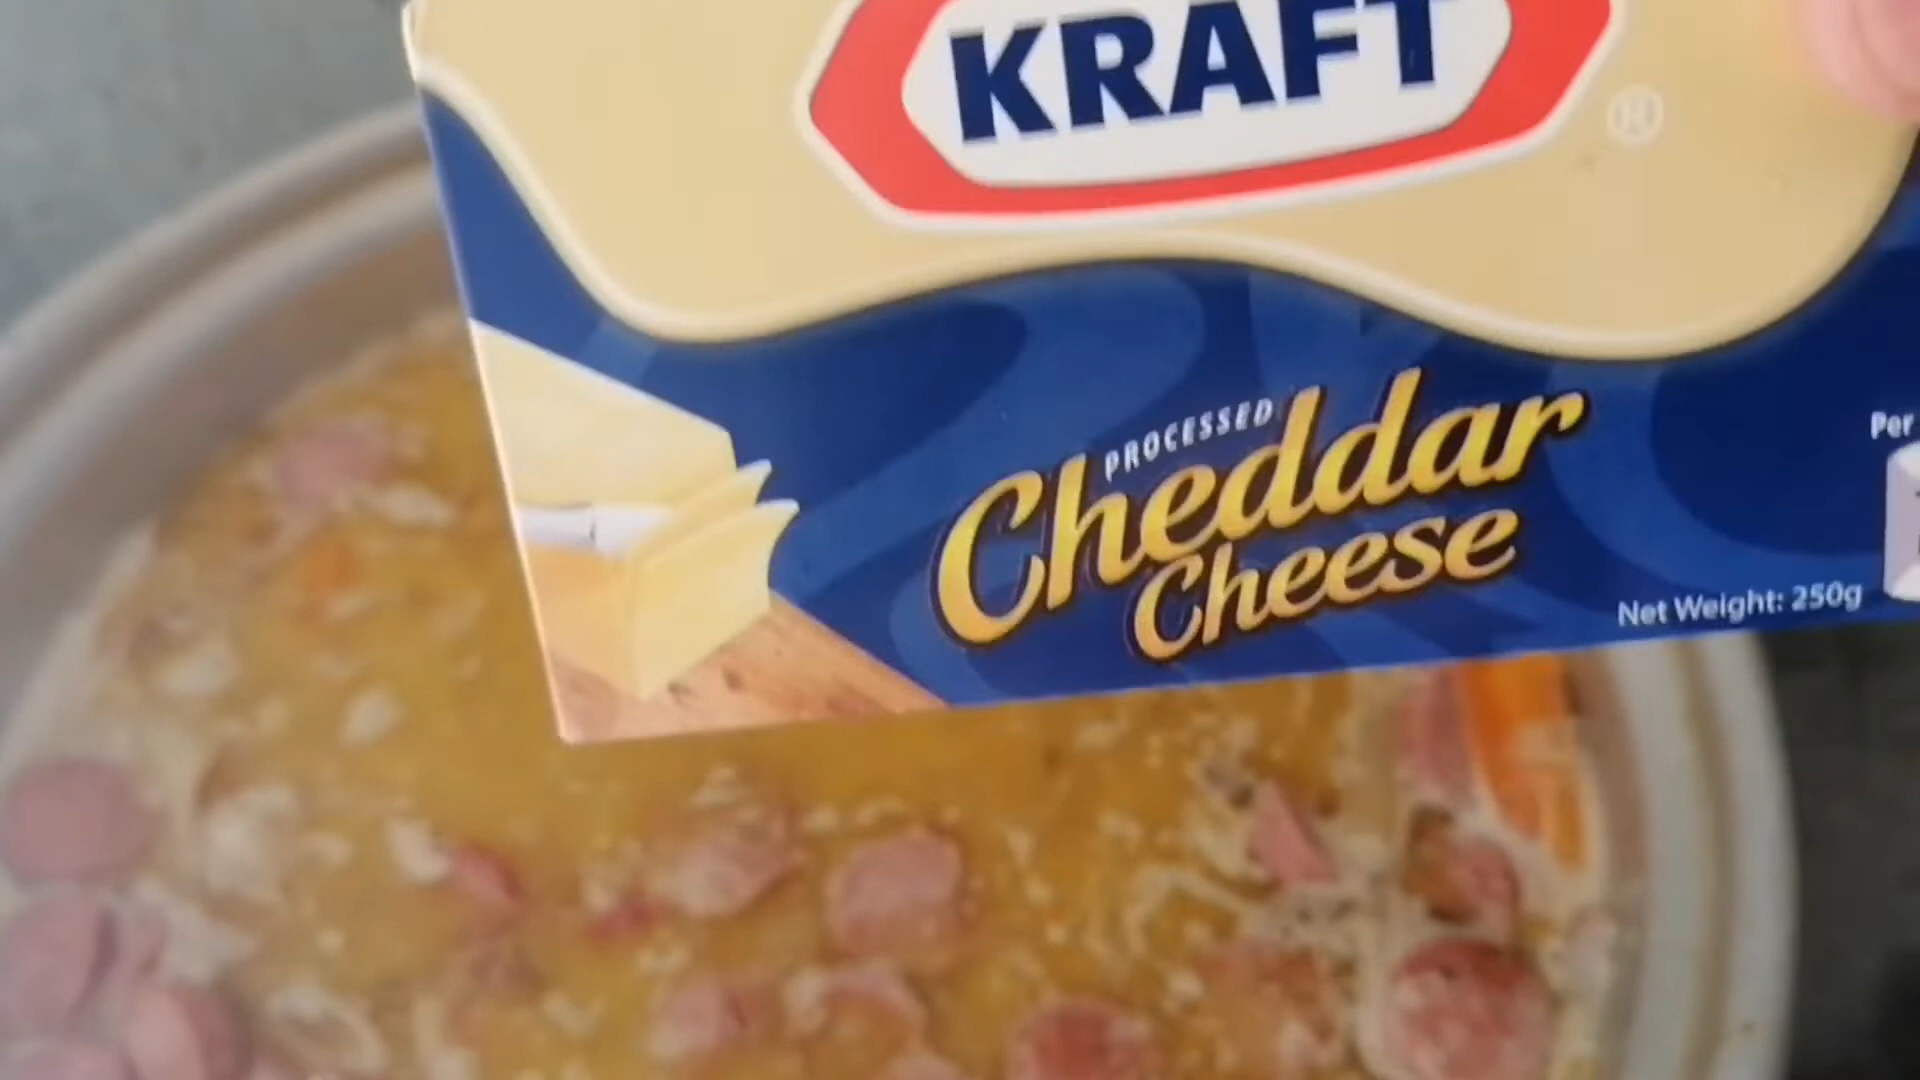 KRAFT
®
PROCESSED
Cheddar
Cheese
Per
Net Weight: 250g